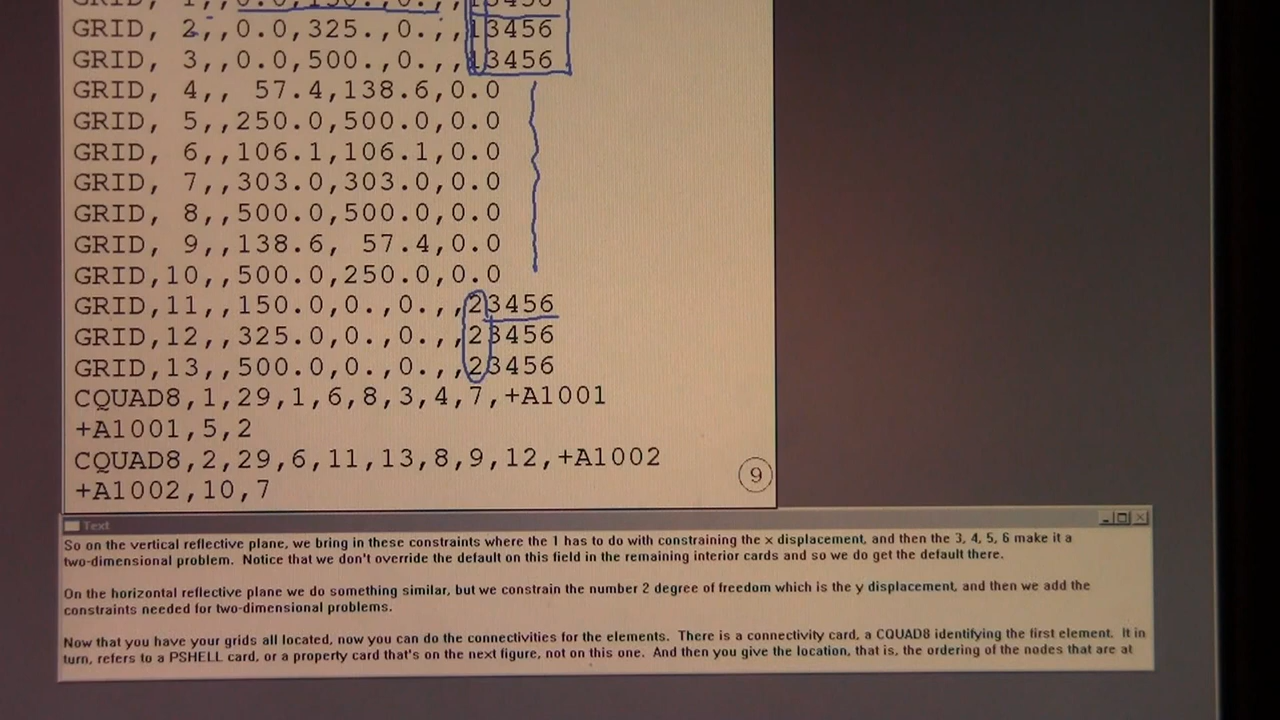 GRID, 1,,0.0,150.,0.,,13456
GRID, 2,,0.0,325.,0.,,13456
GRID, 3,,0.0,500.,0.,,13456
GRID, 4,, 57.4,138.6,0.0
GRID, 5,,250.0,500.0,0.0
GRID, 6,,106.1,106.1,0.0
GRID, 7,,303.0,303.0,0.0
GRID, 8,,500.0,500.0,0.0
GRID, 9,,138.6, 57.4,0.0
GRID,10,,500.0,250.0,0.0
GRID,11,,150.0,0.,0.,,23456
GRID,12,,325.0,0.,0.,,23456
GRID,13,,500.0,0.,0.,,23456
CQUAD8,1,29,1,6,8,3,4,7,+A1001
+A1001,5,2
CQUAD8,2,29,6,11,13,8,9,12,+A1002
+A1002,10,7
9
Text
So on the vertical reflective plane, we bring in these constraints where the 1 has to do with constraining the x displacement, and then the 3, 4, 5, 6 make it a
two-dimensional problem. Notice that we don't override the default on this field in the remaining interior cards and so we do get the default there.
On the horizontal reflective plane we do something similar, but we constrain the number 2 degree of freedom which is the y displacement, and then we add the
constraints needed for two-dimensional problems.
Now that you have your grids all located, now you can do the connectivities for the elements. There is a connectivity card, a CQUAD8 identifying the first element. It in
turn, refers to a PSHELL card, or a property card that's on the next figure, not on this one. And then you give the location, that is, the ordering of the nodes that are at